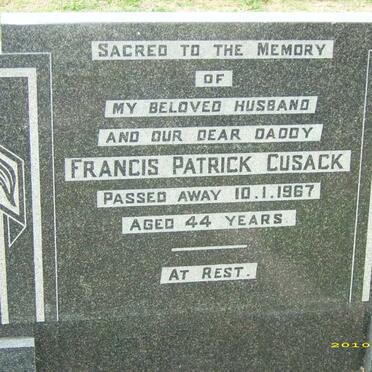 SACRED TO THE MEMORY
OF
MY BELOVED HUSBAND
AND OUR DEAR DADDY
FRANCIS PATRICK CUSACK
PASSED AWAY 10.1.1967
AGED 44 YEARS
AT REST.
2010